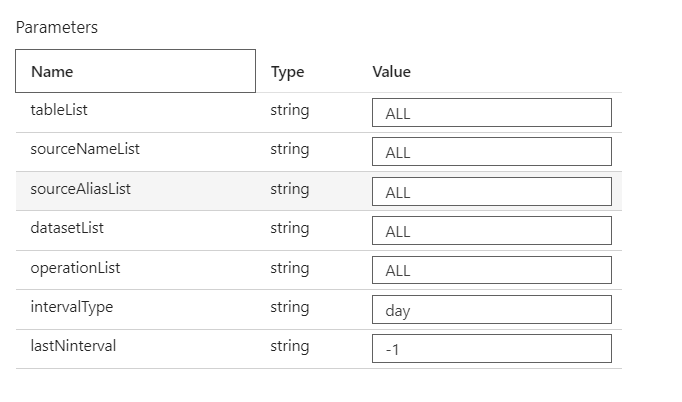 Parameters
Name Type Value
tableList string ALL
sourceNameList string ALL
sourceAliasList string ALL
datasetList string ALL
operationList string ALL
intervalType string day
lastNinterval string -1